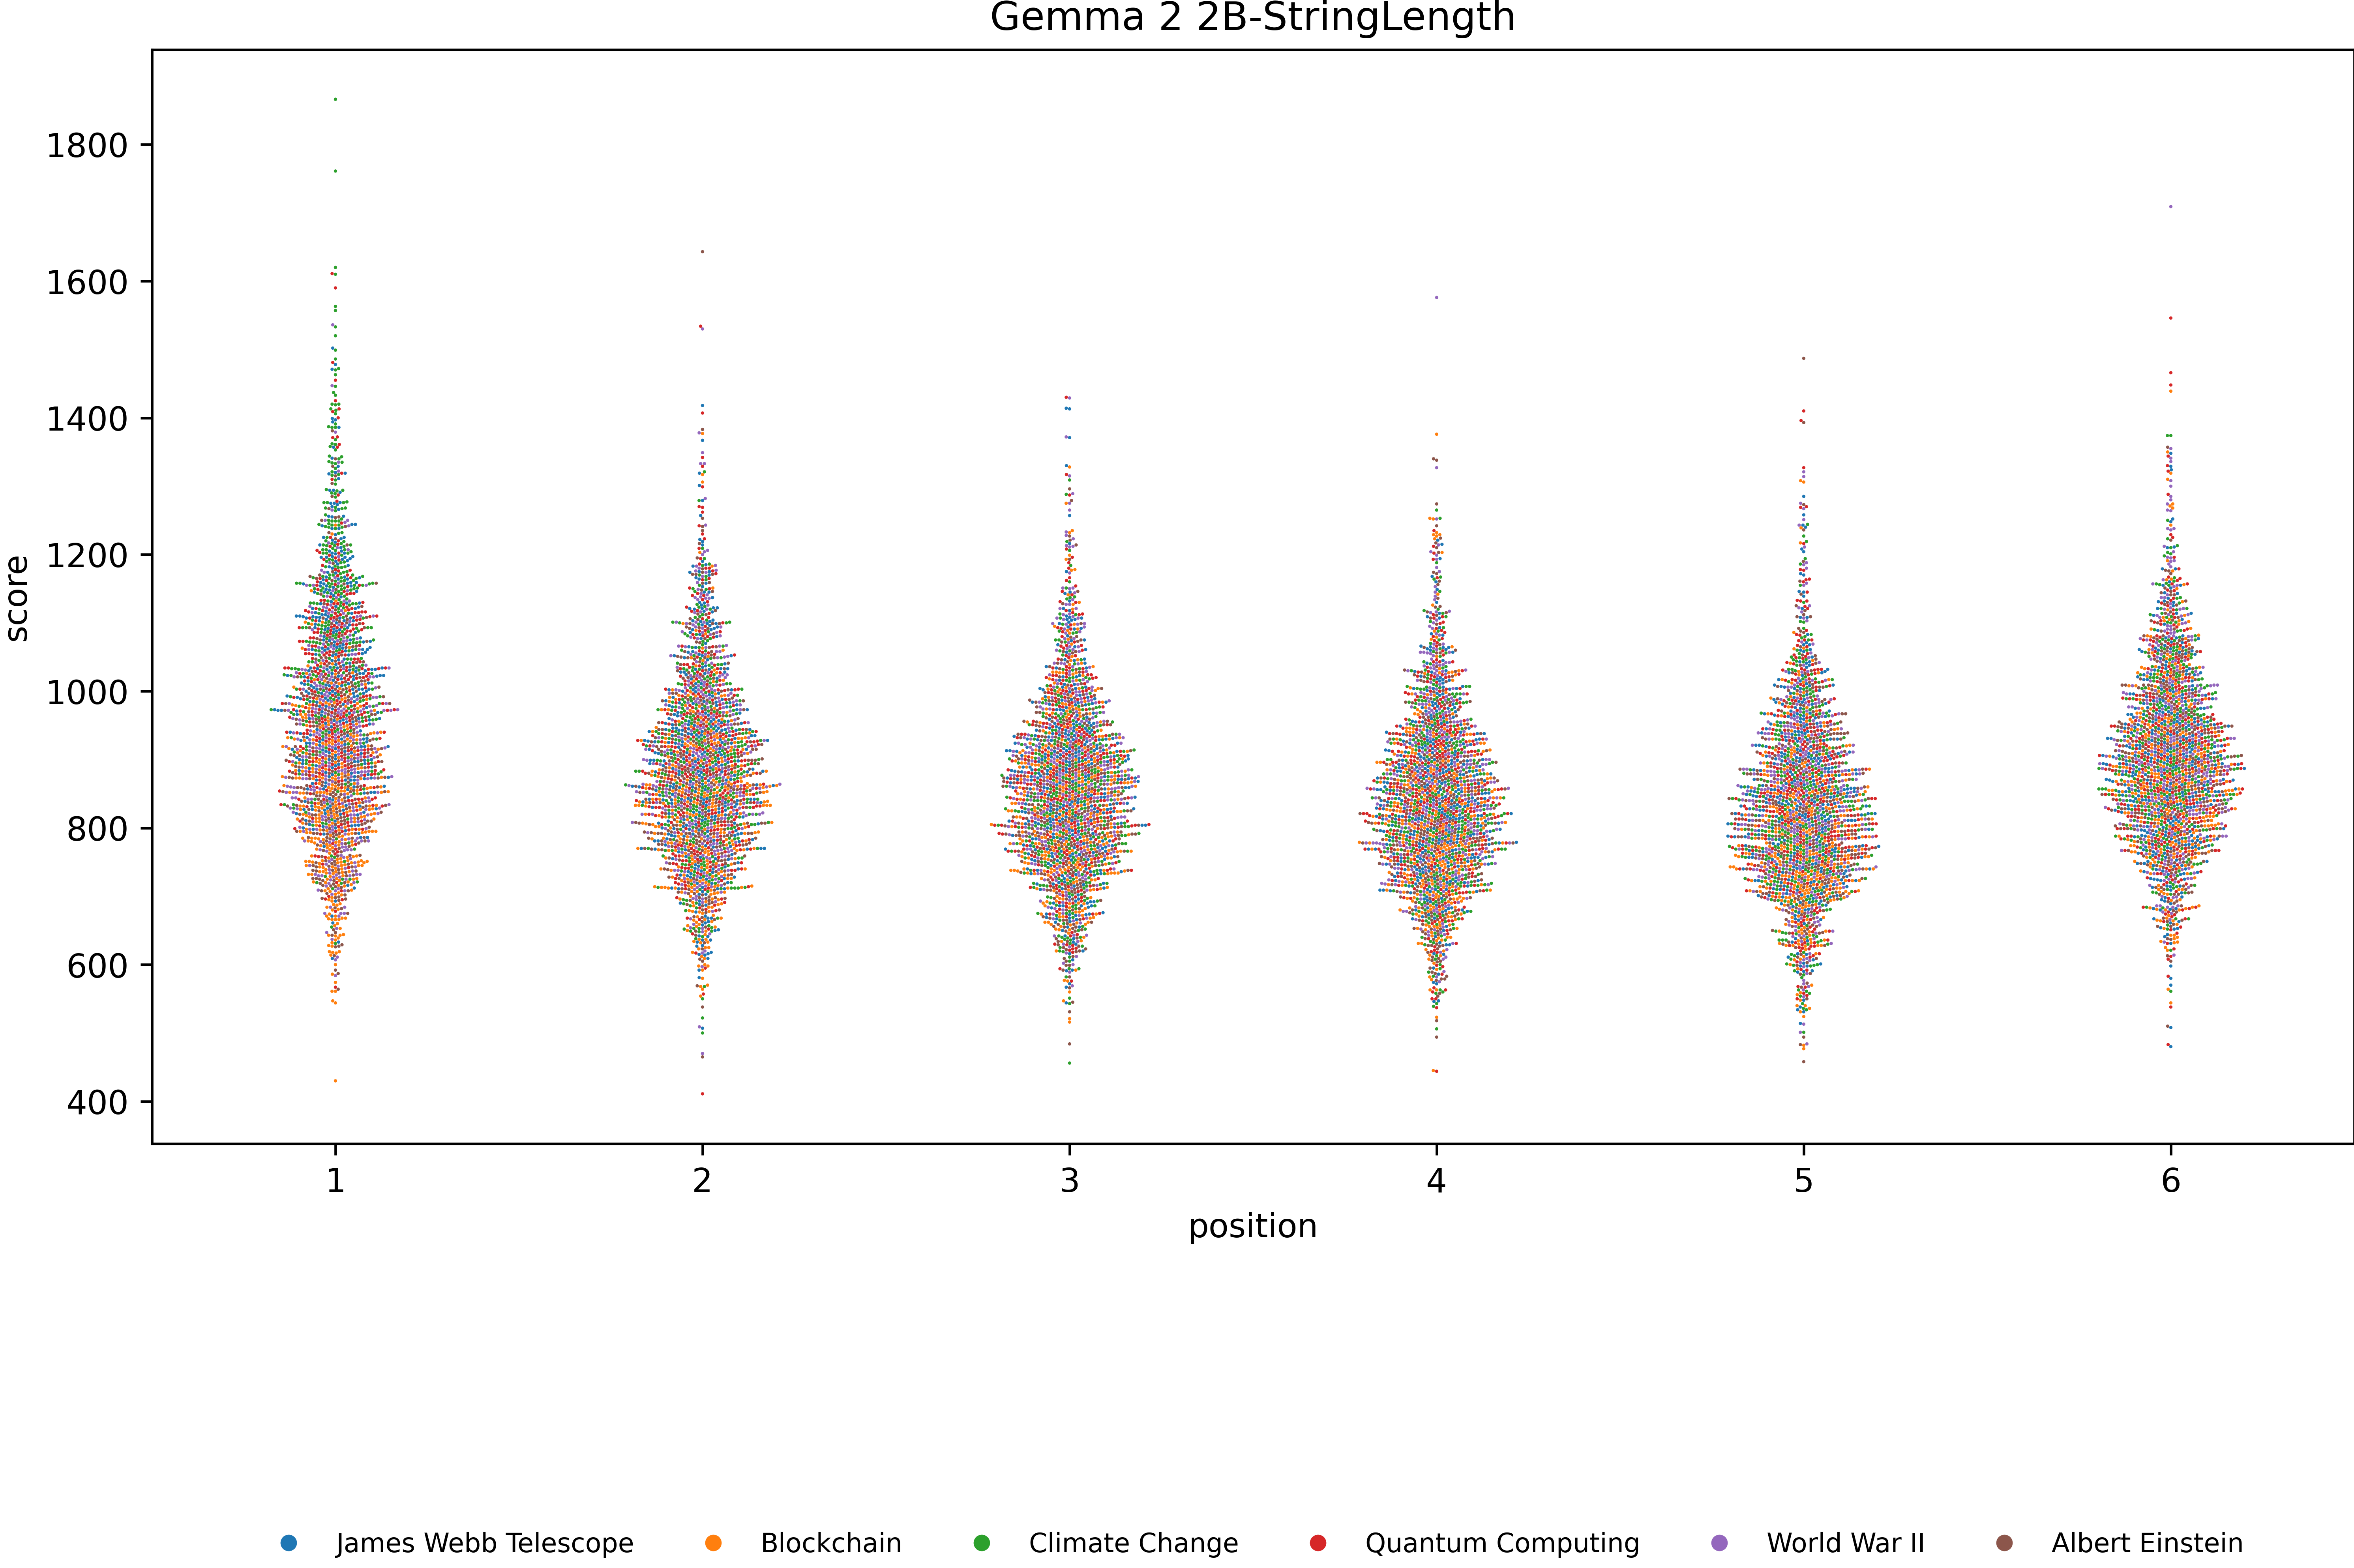 Gemma 2 2B-StringLength
score
1800
1600
1400
1200
1000
800
600
400
1 2 3 4 5 6
position
James Webb Telescope Blockchain Climate Change Quantum Computing World War II Albert Einstein